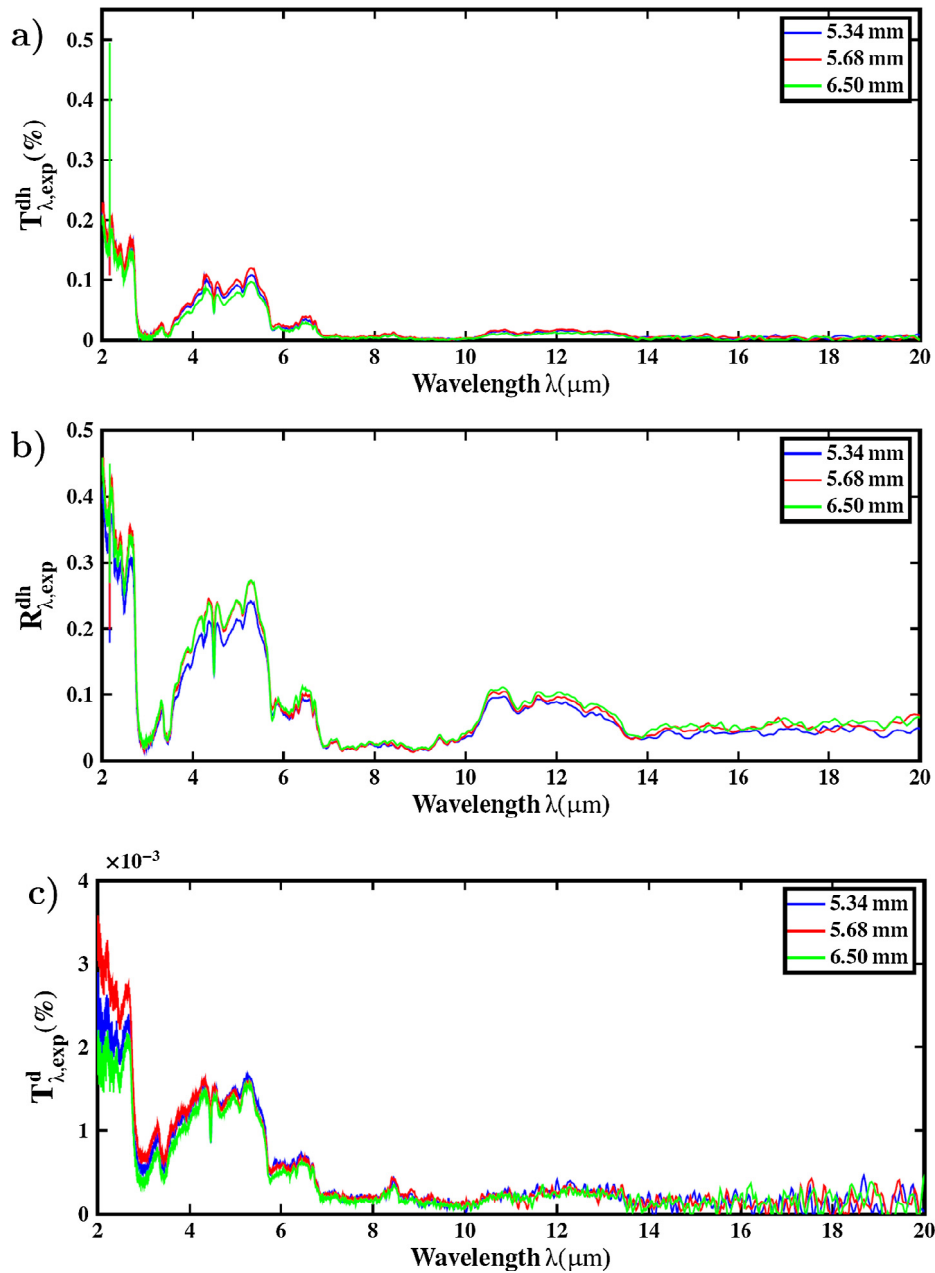 a)
T^dh_λ,exp(%)
0.5
0.4
0.3
0.2
0.1
0
2 4 6 8 10 12 14 16 18 20
Wavelength λ(μm)
5.34 mm
5.68 mm
6.50 mm
b)
R^dh_λ,exp
0.5
0.4
0.3
0.2
0.1
0
2 4 6 8 10 12 14 16 18 20
Wavelength λ(μm)
5.34 mm
5.68 mm
6.50 mm
×10^−3
c)
T^d_λ,exp(%)
4
3
2
1
0
2 4 6 8 10 12 14 16 18 20
Wavelength λ(μm)
5.34 mm
5.68 mm
6.50 mm